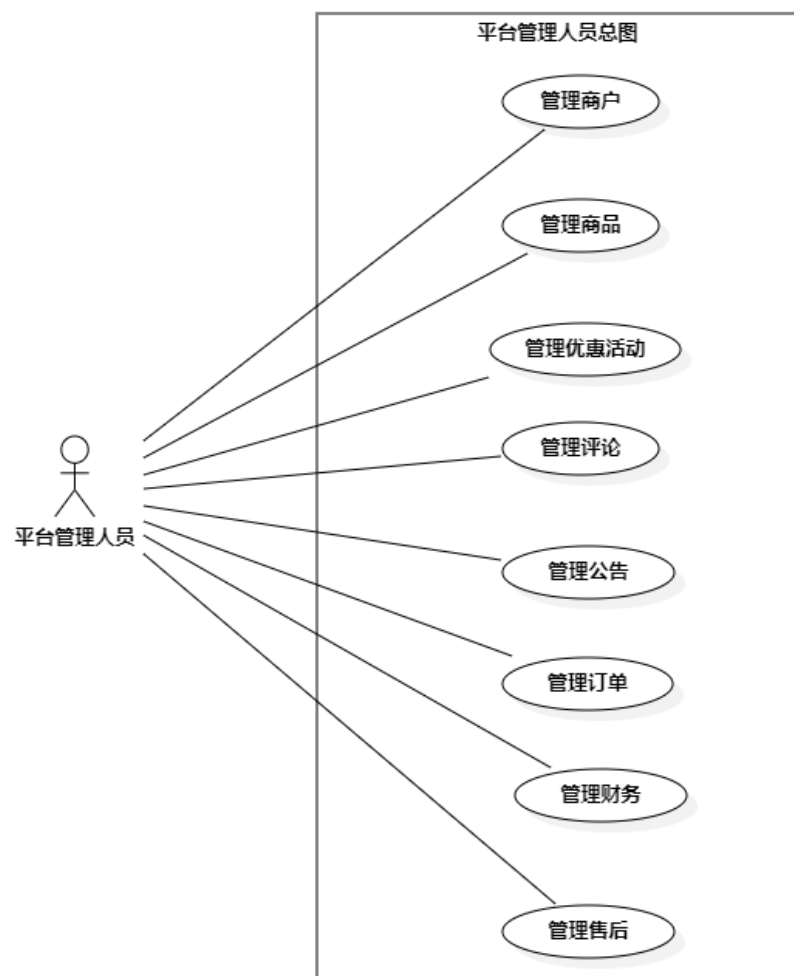 平台管理人员总图
管理商户
管理商品
管理优惠活动
管理评论
平台管理人员
管理公告
管理订单
管理财务
管理售后